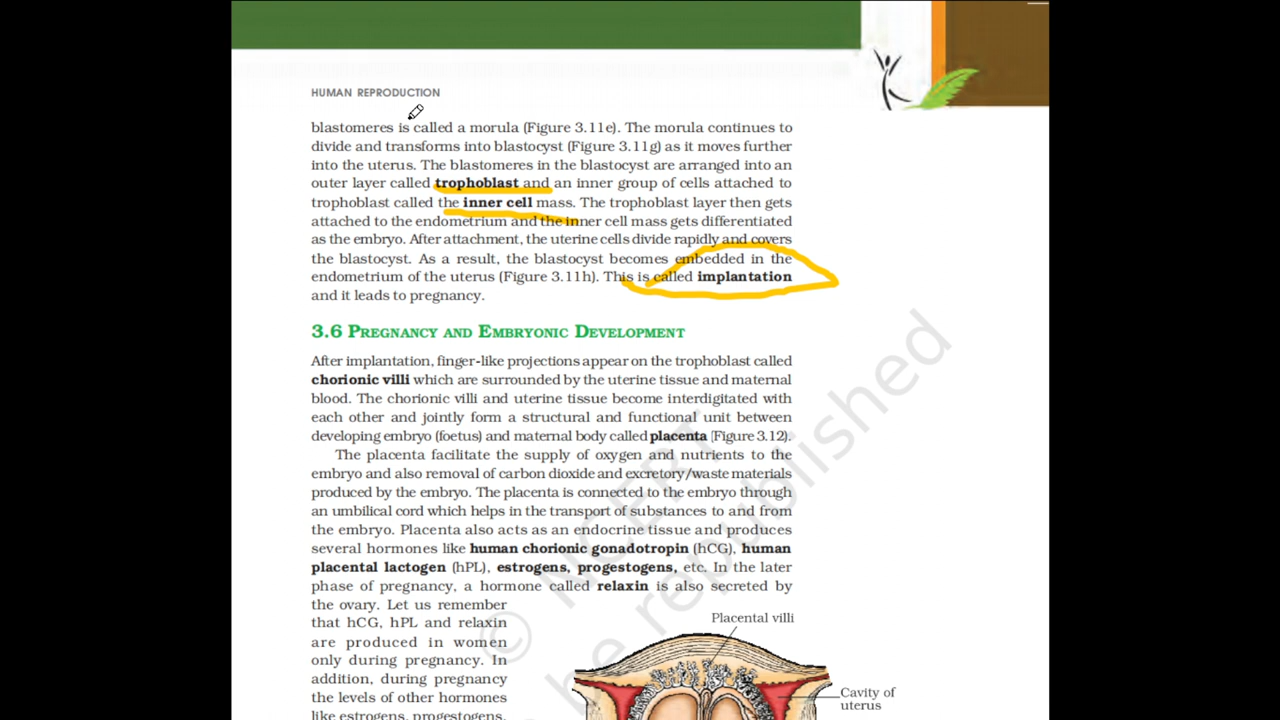 HUMAN REPRODUCTION
blastomeres is called a morula (Figure 3.11e). The morula continues to
divide and transforms into blastocyst (Figure 3.11g) as it moves further
into the uterus. The blastomeres in the blastocyst are arranged into an
outer layer called trophoblast and an inner group of cells attached to
trophoblast called the inner cell mass. The trophoblast layer then gets
attached to the endometrium and the inner cell mass gets differentiated
as the embryo. After attachment, the uterine cells divide rapidly and covers
the blastocyst. As a result, the blastocyst becomes embedded in the
endometrium of the uterus (Figure 3.11h). This is called implantation
and it leads to pregnancy.
3.6 PREGNANCY AND EMBRYONIC DEVELOPMENT
After implantation, finger-like projections appear on the trophoblast called
chorionic villi which are surrounded by the uterine tissue and maternal
blood. The chorionic villi and uterine tissue become interdigitated with
each other and jointly form a structural and functional unit between
developing embryo (foetus) and maternal body called placenta (Figure 3.12).
The placenta facilitate the supply of oxygen and nutrients to the
embryo and also removal of carbon dioxide and excretory/waste materials
produced by the embryo. The placenta is connected to the embryo through
an umbilical cord which helps in the transport of substances to and from
the embryo. Placenta also acts as an endocrine tissue and produces
several hormones like human chorionic gonadotropin (hCG), human
placental lactogen (hPL), estrogens, progestogens, etc. In the later
phase of pregnancy, a hormone called relaxin is also secreted by
the ovary. Let us remember
that hCG, hPL and relaxin
are produced in women
only during pregnancy. In
addition, during pregnancy
the levels of other hormones
like estrogens, progestogens,
Placental villi
Cavity of
uterus
© NCERT
be republished